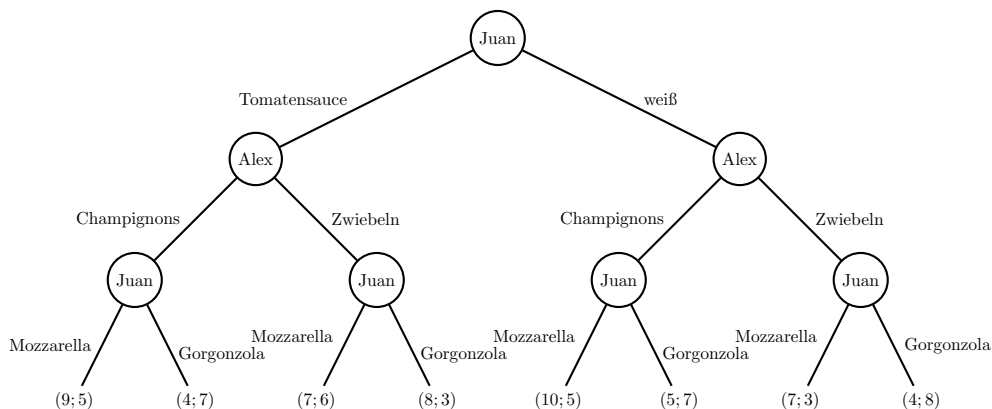 Juan
Tomatensauce
weiß
Alex
Alex
Champignons
Zwiebeln
Champignons
Zwiebeln
Juan
Juan
Juan
Juan
Mozzarella
Gorgonzola
Mozzarella
Gorgonzola
Mozzarella
Gorgonzola
Mozzarella
Gorgonzola
(9; 5)
(4; 7)
(7; 6)
(8; 3)
(10; 5)
(5; 7)
(7; 3)
(4; 8)